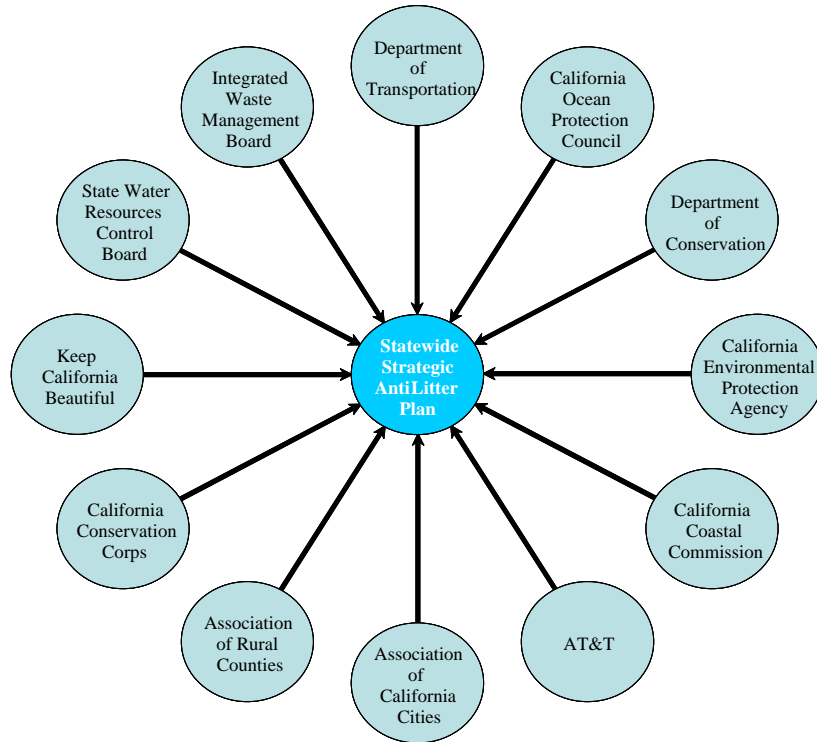 Department
of
Transportation
California
Ocean
Protection
Council
Department
of
Conservation
California
Environmental
Protection
Agency
California
Coastal
Commission
AT&T
Association
of
California
Cities
Association
of Rural
Counties
California
Conservation
Corps
Keep
California
Beautiful
State Water
Resources
Control
Board
Integrated
Waste
Management
Board
Statewide
Strategic
AntiLitter
Plan